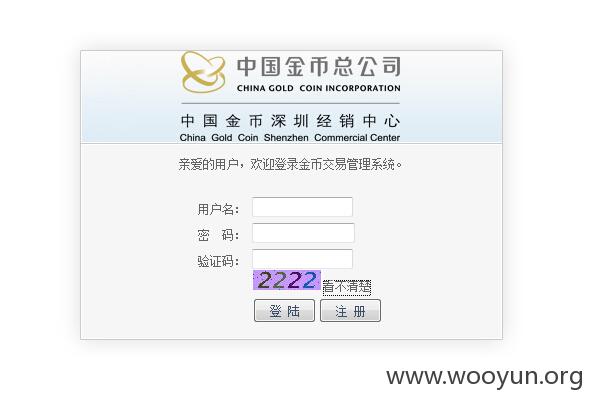 中国金币总公司
CHINA GOLD COIN INCORPORATION
中国金币深圳经销中心
China Gold Coin Shenzhen Commercial Center
亲爱的用户，欢迎登录金币交易管理系统。
用户名：
密 码：
验证码：
2222 看不清楚
登 陆 注 册
www.wooyun.org